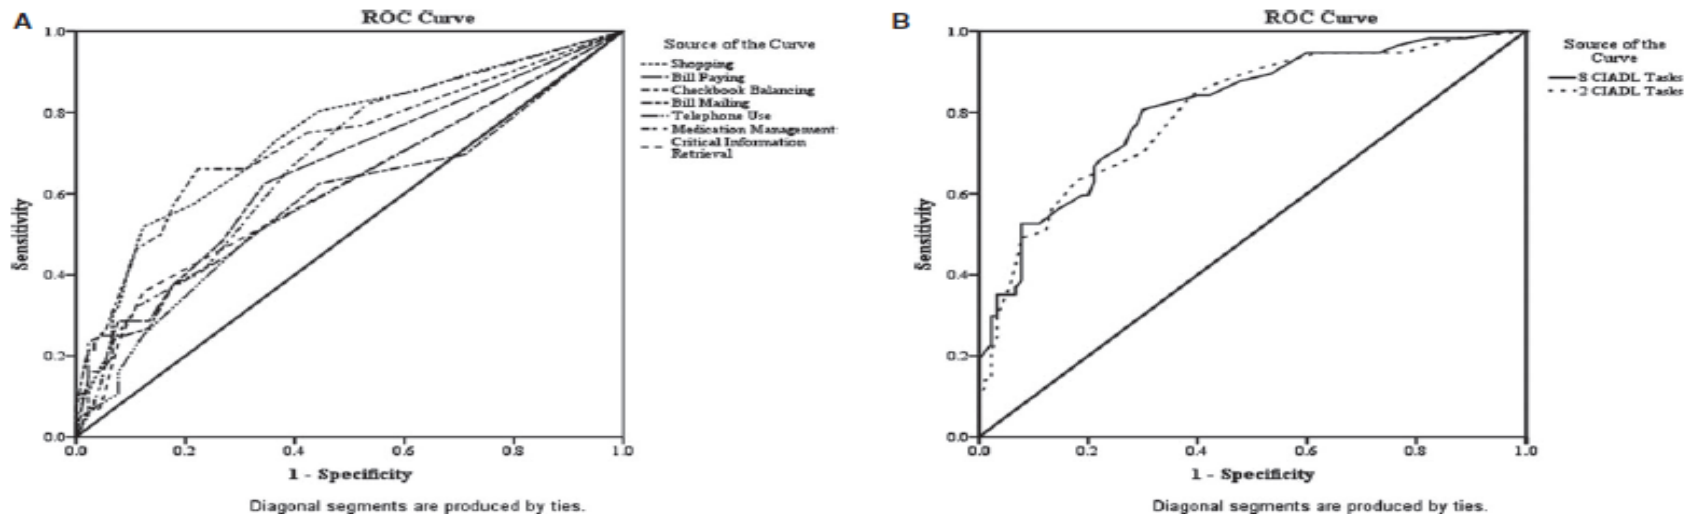 A
ROC Curve
Sensitivity
1.0
0.8
0.6
0.4
0.2
0.0
0.0 0.2 0.4 0.6 0.8 1.0
1 - Specificity
Diagonal segments are produced by ties.
Source of the Curve
Shopping
Bill Paying
Checkbook Balancing
Bill Mailing
Telephone Use
Medication Management
Critical Information
Retrieval
B
ROC Curve
Sensitivity
1.0
0.8
0.6
0.4
0.2
0.0
0.0 0.2 0.4 0.6 0.8 1.0
1 - Specificity
Diagonal segments are produced by ties.
Source of the
Curve
8 CIADL Tasks
2 CIADL Tasks